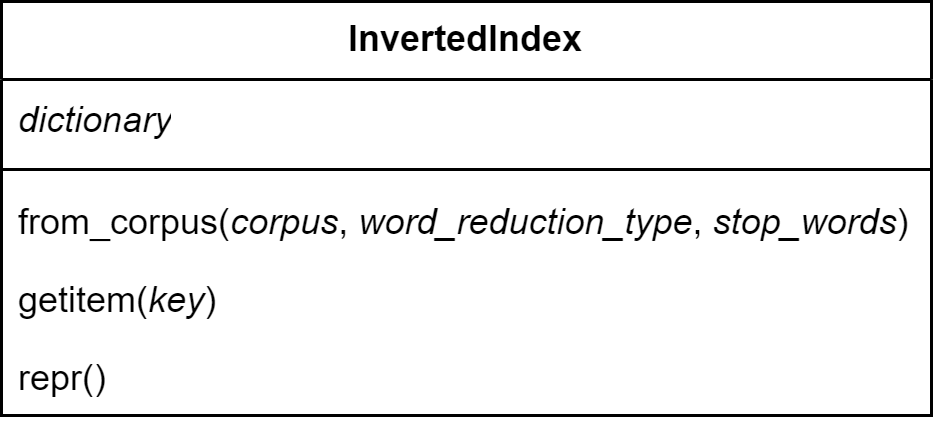 InvertedIndex
dictionary
from_corpus(corpus, word_reduction_type, stop_words)
getitem(key)
repr()